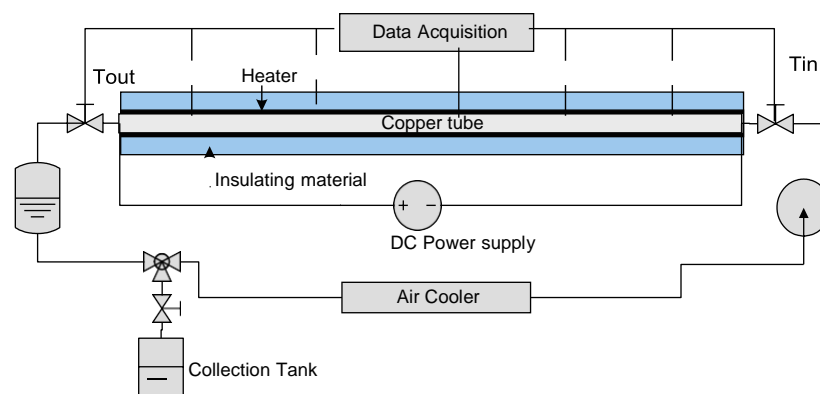 Data Acquisition
Tout
Tin
Heater
Copper tube
Insulating material
+ −
DC Power supply
Air Cooler
Collection Tank